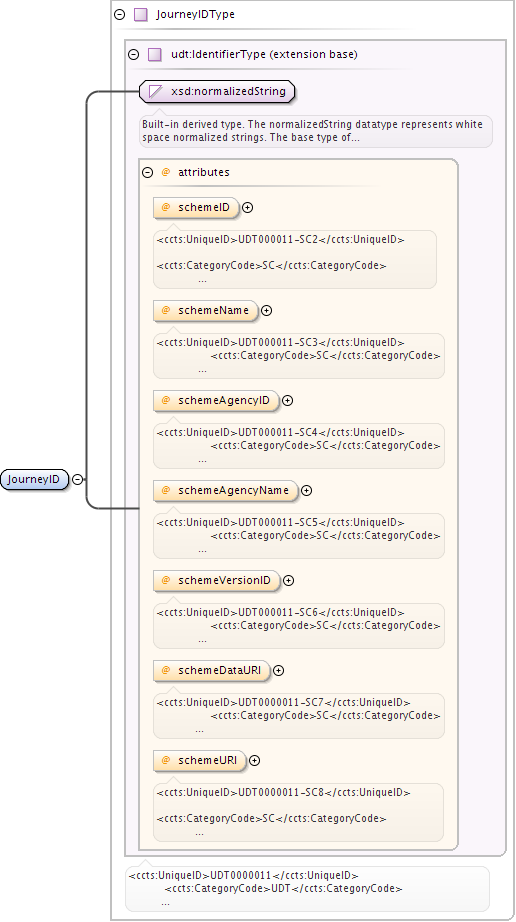 JourneyIDType
udt:IdentifierType (extension base)
xsd:normalizedString
Built-in derived type. The normalizedString datatype represents white
space normalized strings. The base type of...
@ attributes
@ schemeID
<ccts:UniqueID>UDT000011-SC2</ccts:UniqueID>
<ccts:CategoryCode>SC</ccts:CategoryCode>
...
@ schemeName
<ccts:UniqueID>UDT000011-SC3</ccts:UniqueID>
<ccts:CategoryCode>SC</ccts:CategoryCode>
...
@ schemeAgencyID
<ccts:UniqueID>UDT000011-SC4</ccts:UniqueID>
<ccts:CategoryCode>SC</ccts:CategoryCode>
...
JourneyID
@ schemeAgencyName
<ccts:UniqueID>UDT000011-SC5</ccts:UniqueID>
<ccts:CategoryCode>SC</ccts:CategoryCode>
...
@ schemeVersionID
<ccts:UniqueID>UDT000011-SC6</ccts:UniqueID>
<ccts:CategoryCode>SC</ccts:CategoryCode>
...
@ schemeDataURI
<ccts:UniqueID>UDT0000011-SC7</ccts:UniqueID>
<ccts:CategoryCode>SC</ccts:CategoryCode>
...
@ schemeURI
<ccts:UniqueID>UDT0000011-SC8</ccts:UniqueID>
<ccts:CategoryCode>SC</ccts:CategoryCode>
...
<ccts:UniqueID>UDT0000011</ccts:UniqueID>
<ccts:CategoryCode>UDT</ccts:CategoryCode>
...